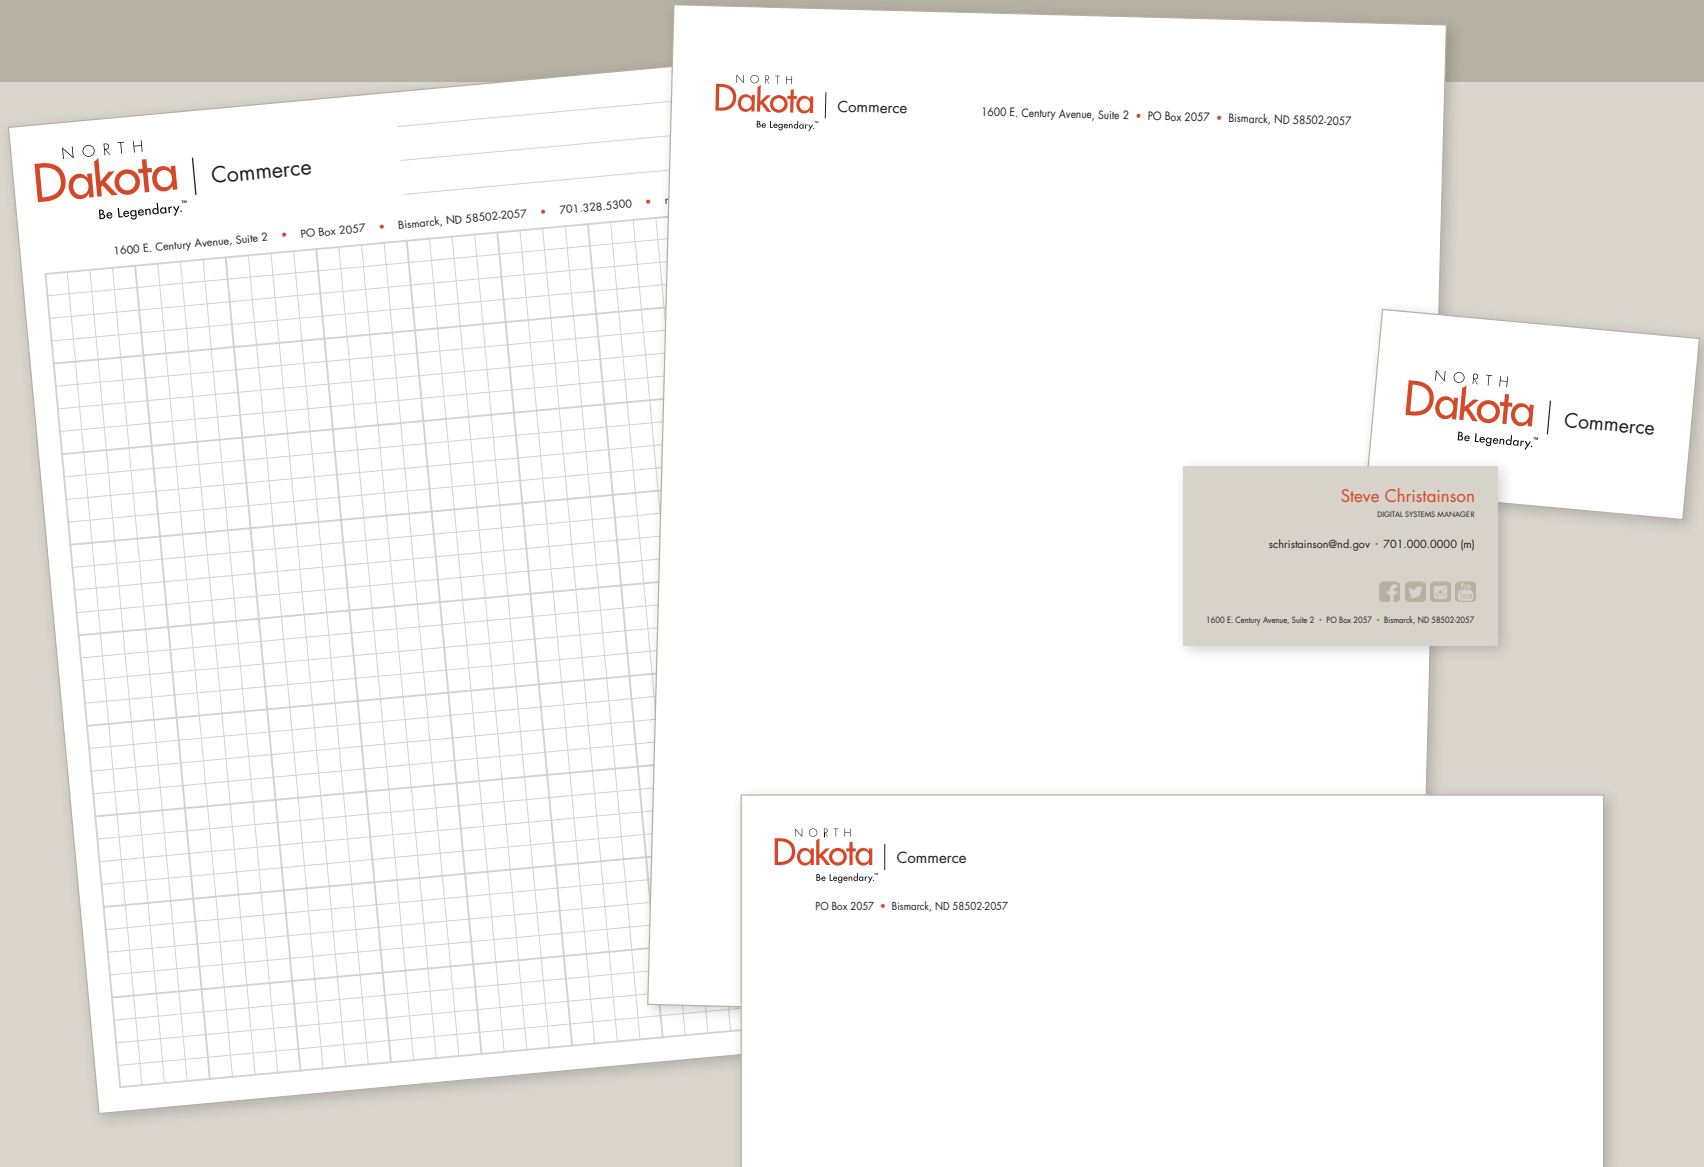 NORTH
Dakota | Commerce
Be Legendary.™
1600 E. Century Avenue, Suite 2 • PO Box 2057 • Bismarck, ND 58502-2057 • 701.328.5300 •
NORTH
Dakota | Commerce
Be Legendary.™
1600 E. Century Avenue, Suite 2 • PO Box 2057 • Bismarck, ND 58502-2057
NORTH
Dakota | Commerce
Be Legendary.™
Steve Christainson
DIGITAL SYSTEMS MANAGER
schristainson@nd.gov • 701.000.0000 (m)
You Tube
1600 E. Century Avenue, Suite 2 • PO Box 2057 • Bismarck, ND 58502-2057
NORTH
Dakota | Commerce
Be Legendary.™
PO Box 2057 • Bismarck, ND 58502-2057